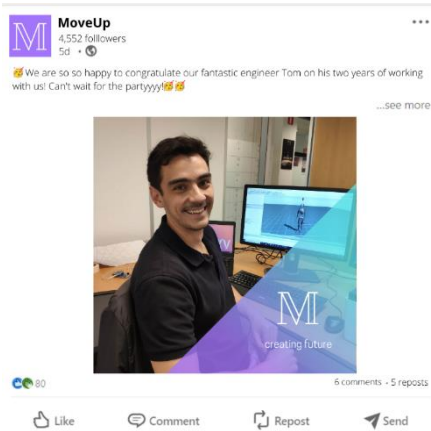 MoveUp
4,552 folllowers
5d •
🥳We are so so happy to congratulate our fantastic engineer Tom on his two years of working
with us! Can't wait for the partyyyy!🥳🥳
...see more
M
creating future
80
6 comments • 5 reposts
Like
Comment
Repost
Send